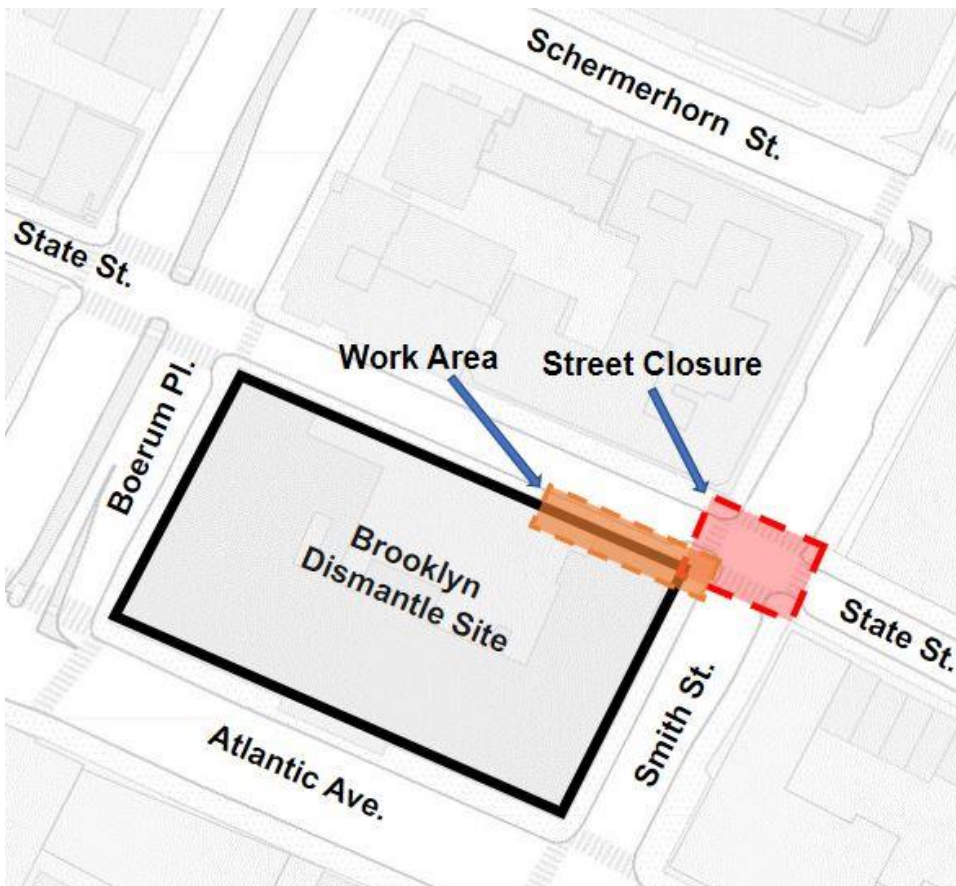 Schermerhorn St.
State St.
Work Area
Street Closure
Boerum Pl.
Brooklyn
Dismantle Site
State St.
Smith St.
Atlantic Ave.